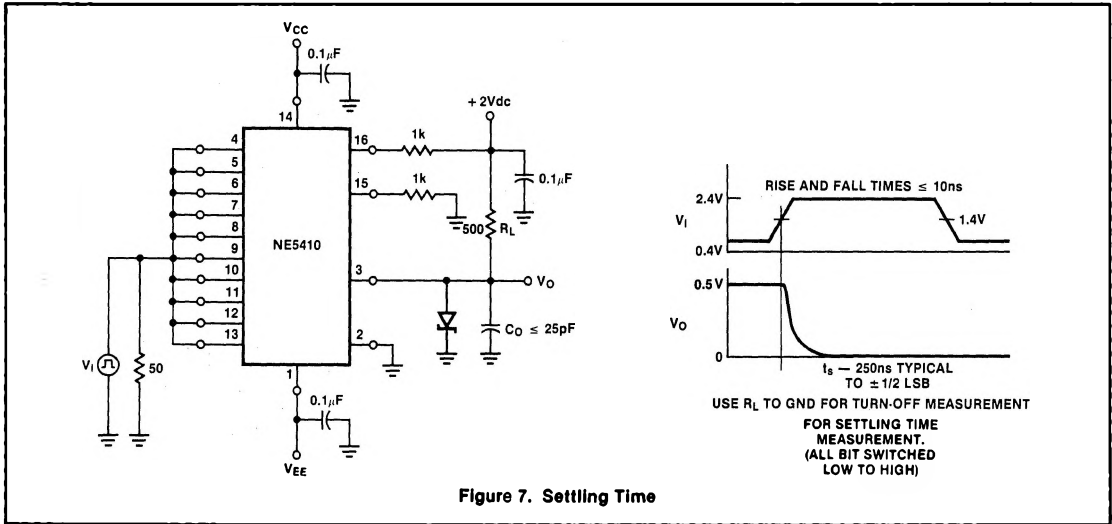 VCC
0.1µF
14
4
5
6
7
8
9
10
11
12
13
NE5410
16
15
3
2
1
1k
1k
+2Vdc
0.1µF
500 RL
VO
CO ≤ 25pF
VI
50
0.1µF
VEE
RISE AND FALL TIMES ≤ 10ns
2.4V
VI
1.4V
0.4V
0.5V
VO
0
ts — 250ns TYPICAL
TO ± 1/2 LSB
USE RL TO GND FOR TURN-OFF MEASUREMENT
FOR SETTLING TIME
MEASUREMENT.
(ALL BIT SWITCHED
LOW TO HIGH)
Figure 7. Settling Time